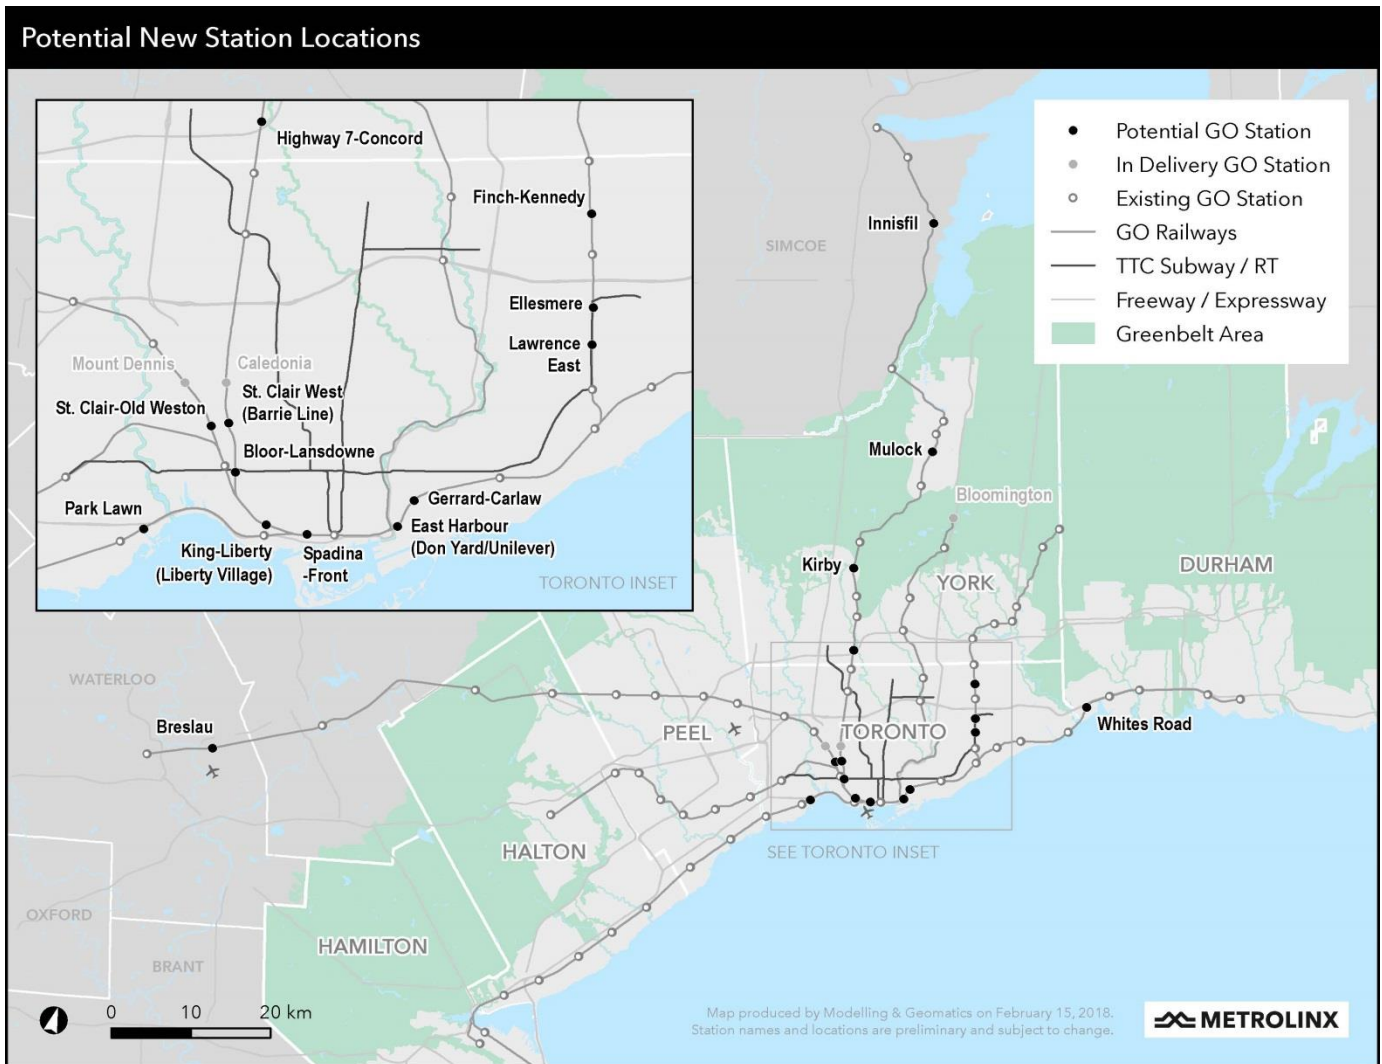 Potential New Station Locations
Highway 7-Concord
Finch-Kennedy
Ellesmere
Lawrence
East
Mount Dennis
Caledonia
St. Clair West
(Barrie Line)
St. Clair-Old Weston
Bloor-Lansdowne
Park Lawn
Gerrard-Carlaw
East Harbour
(Don Yard/Unilever)
King-Liberty
(Liberty Village)
Spadina
-Front
TORONTO INSET
Potential GO Station
In Delivery GO Station
Existing GO Station
GO Railways
TTC Subway / RT
Freeway / Expressway
Greenbelt Area
Innisfil
SIMCOE
Mulock
Bloomington
Kirby
YORK
DURHAM
WATERLOO
Breslau
PEEL
TORONTO
Whites Road
HALTON
SEE TORONTO INSET
OXFORD
HAMILTON
BRANT
0 10 20 km
Map produced by Modelling & Geomatics on February 15, 2018.
Station names and locations are preliminary and subject to change.
METROLINX